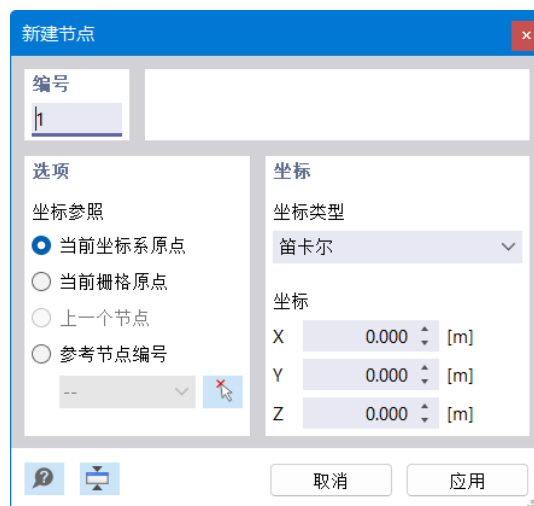 新建节点
编号
1
选项
坐标参照
当前坐标系原点
当前栅格原点
上一个节点
参考节点编号
--
坐标
坐标类型
笛卡尔
坐标
X 0.000 [m]
Y 0.000 [m]
Z 0.000 [m]
取消 应用